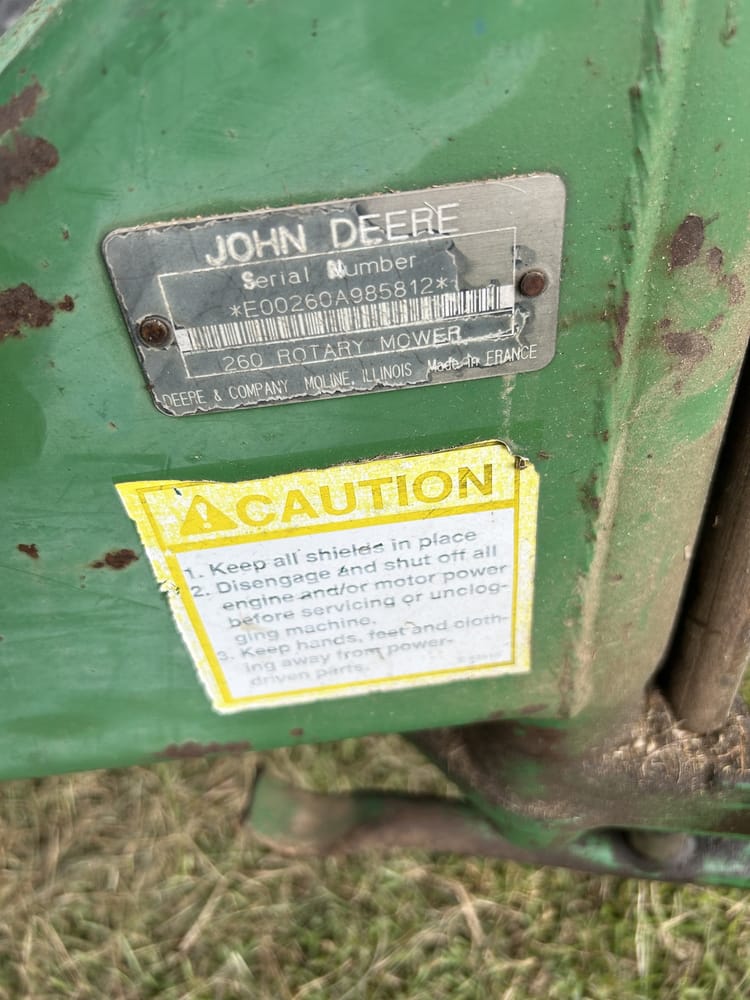 JOHN DEERE
Serial Number
*E00260A985812*
260 ROTARY MOWER
DEERE & COMPANY MOLINE, ILLINOIS Made in FRANCE
CAUTION
1. Keep all shields in place
2. Disengage and shut off all
engine and/or motor power
before servicing or unclog-
ging machine.
3. Keep hands, feet and cloth-
ing away from power-
driven parts.